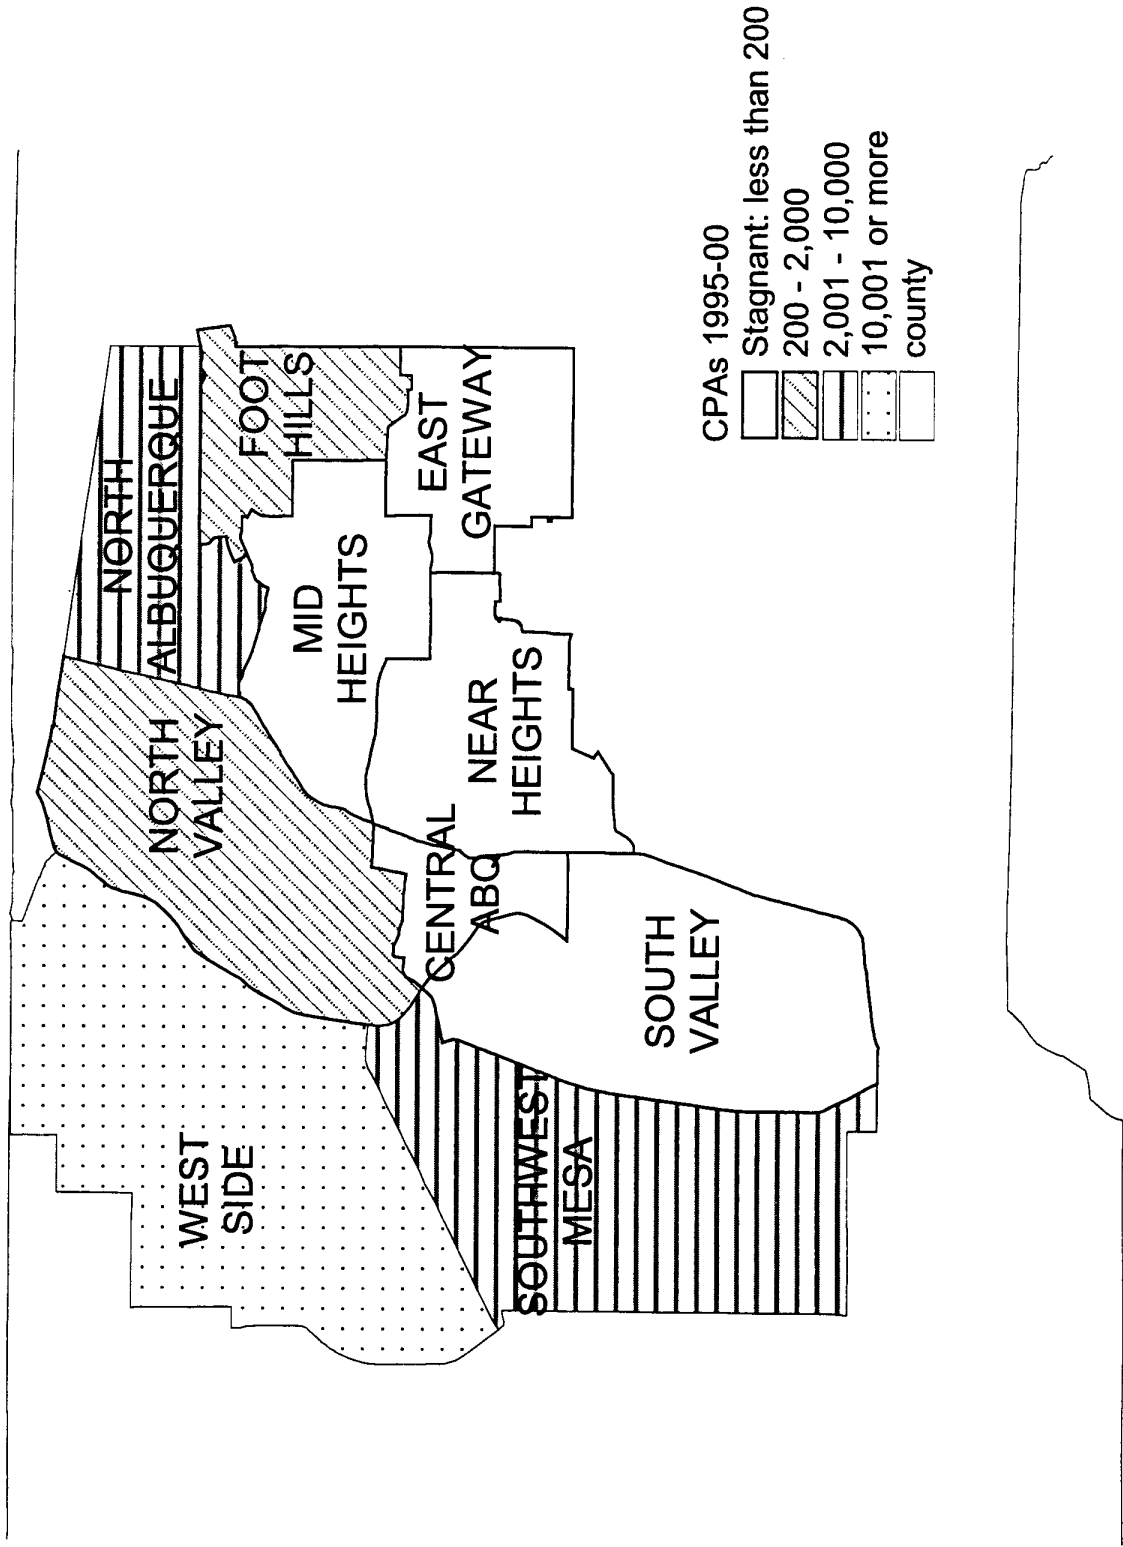 NORTH
ALBUQUERQUE
FOOT
HILLS
NORTH
VALLEY
WEST
SIDE
MID
HEIGHTS
EAST
GATEWAY
NEAR
HEIGHTS
CENTRAL
ABQ
SOUTHWEST
MESA
SOUTH
VALLEY
CPAs 1995-00
Stagnant: less than 200
200 - 2,000
2,001 - 10,000
10,001 or more
county